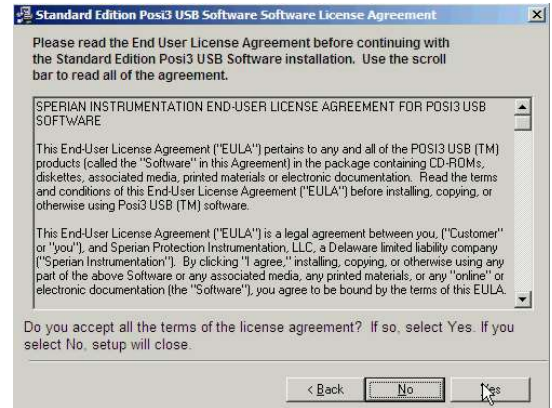 Standard Edition Posi3 USB Software Software License Agreement
Please read the End User License Agreement before continuing with
the Standard Edition Posi3 USB Software installation. Use the scroll
bar to read all of the agreement.
SPERIAN INSTRUMENTATION END-USER LICENSE AGREEMENT FOR POSI3 USB
SOFTWARE
This End-User License Agreement ("EULA") pertains to any and all of the POSI3 USB (TM)
products (called the "Software" in this Agreement) in the package containing CD-ROMs,
diskettes, associated media, printed materials or electronic documentation. Read the terms
and conditions of this End-User License Agreement ("EULA") before installing, copying, or
otherwise using Posi3 USB (TM) software.
This End-User License Agreement ("EULA") is a legal agreement between you, ("Customer"
or "you"), and Sperian Protection Instrumentation, LLC, a Delaware limited liability company
("Sperian Instrumentation"). By clicking "I agree," installing, copying, or otherwise using any
part of the above Software or any associated media, any printed materials, or any "online" or
electronic documentation (the "Software"), you agree to be bound by the terms of this EULA.
Do you accept all the terms of the license agreement? If so, select Yes. If you
select No, setup will close.
< Back No Yes